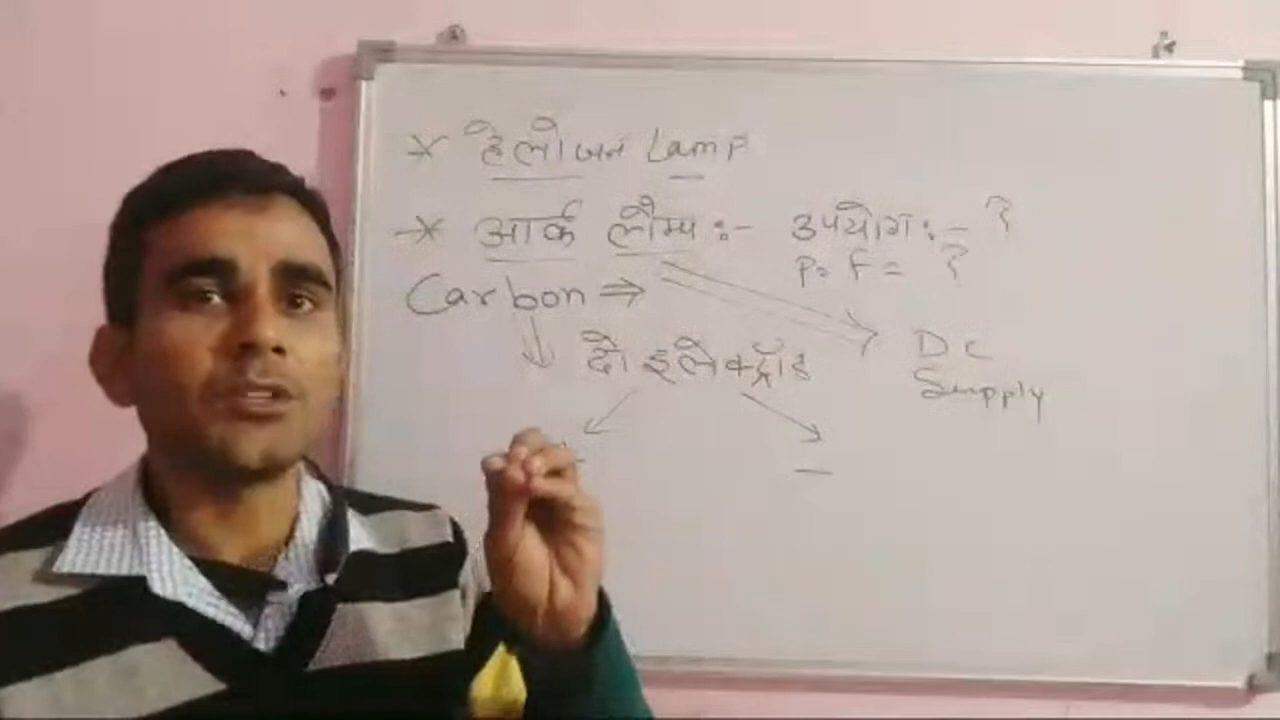 * हेलोजन Lamp
* आर्क लैम्प :- उपयोग :- ?
P. F = ?
Carbon ⇒
दो इलेक्ट्रॉड
DC
Supply
–